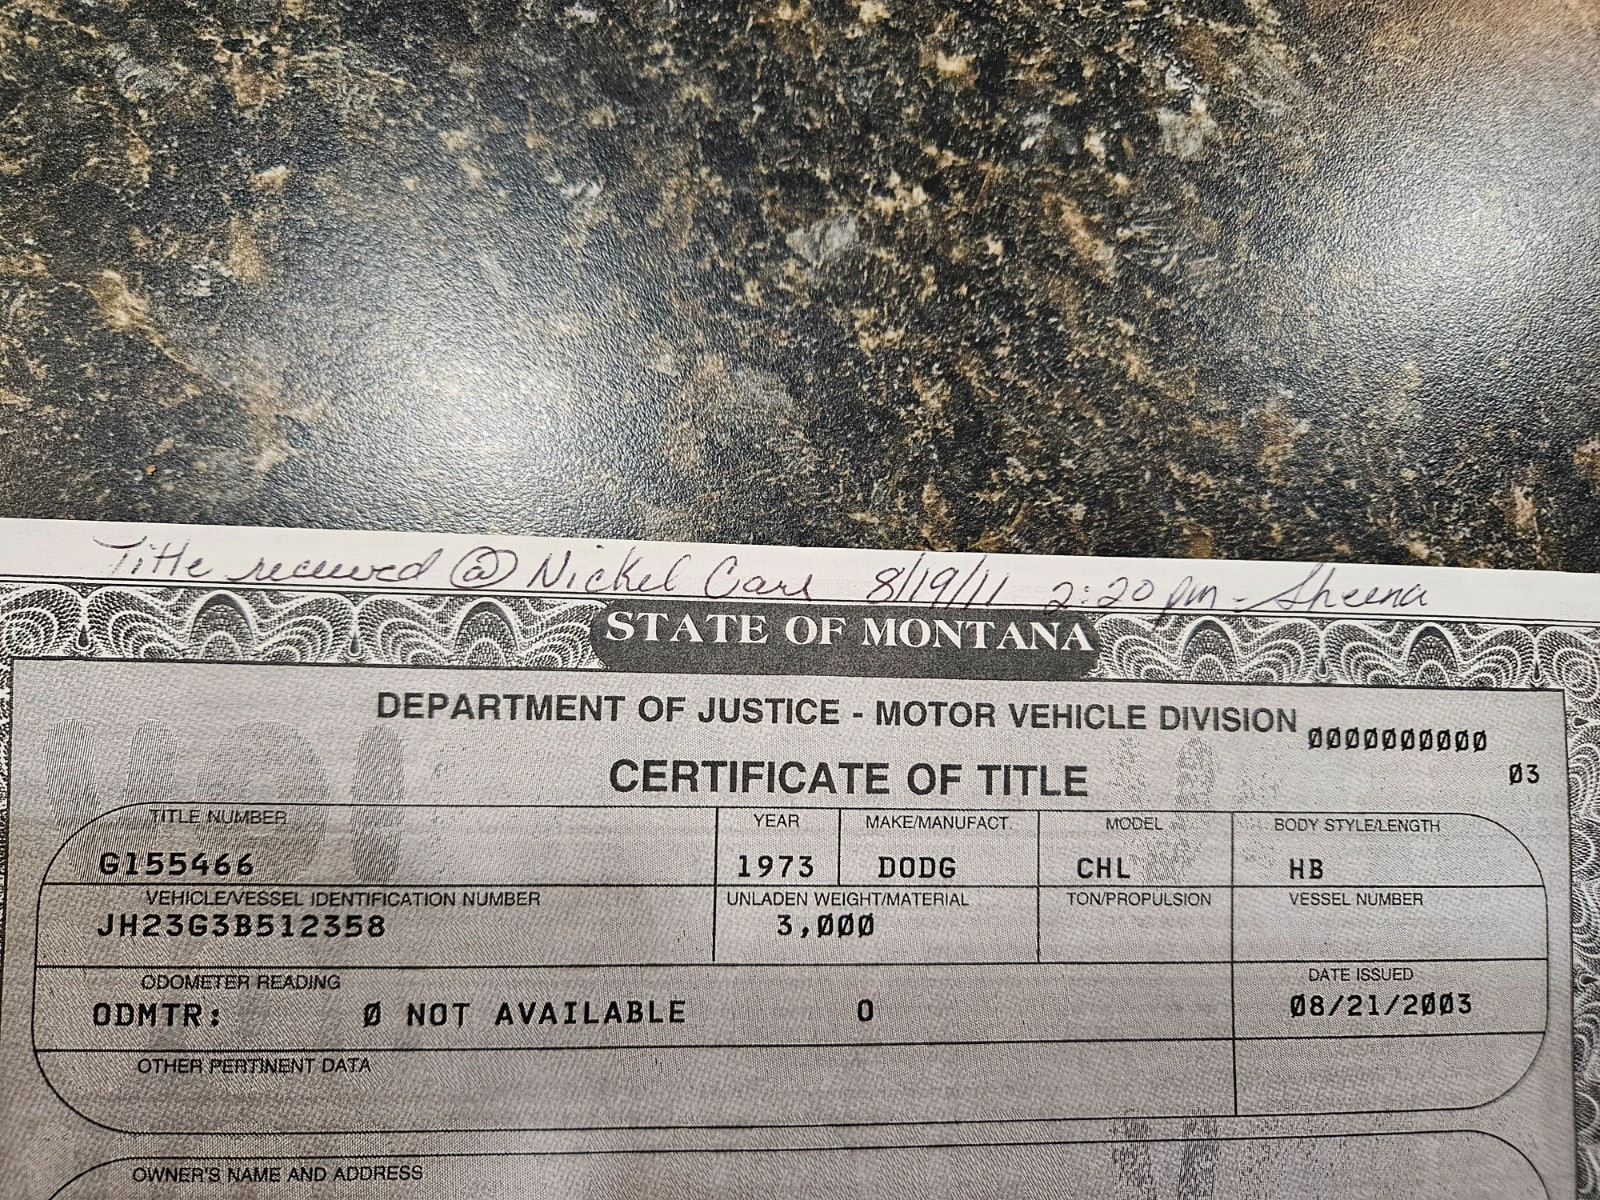 Title received @ Nickel Cars 8/19/11 2:20 pm - Sheena
STATE OF MONTANA
DEPARTMENT OF JUSTICE - MOTOR VEHICLE DIVISION
0000000000
CERTIFICATE OF TITLE
03
TITLE NUMBER YEAR MAKE/MANUFACT. MODEL BODY STYLE/LENGTH
G155466 1973 DODG CHL HB
VEHICLE/VESSEL IDENTIFICATION NUMBER UNLADEN WEIGHT/MATERIAL TON/PROPULSION VESSEL NUMBER
JH23G3B512358 3,000
ODOMETER READING DATE ISSUED
ODMTR: 0 NOT AVAILABLE O 08/21/2003
OTHER PERTINENT DATA
OWNER'S NAME AND ADDRESS